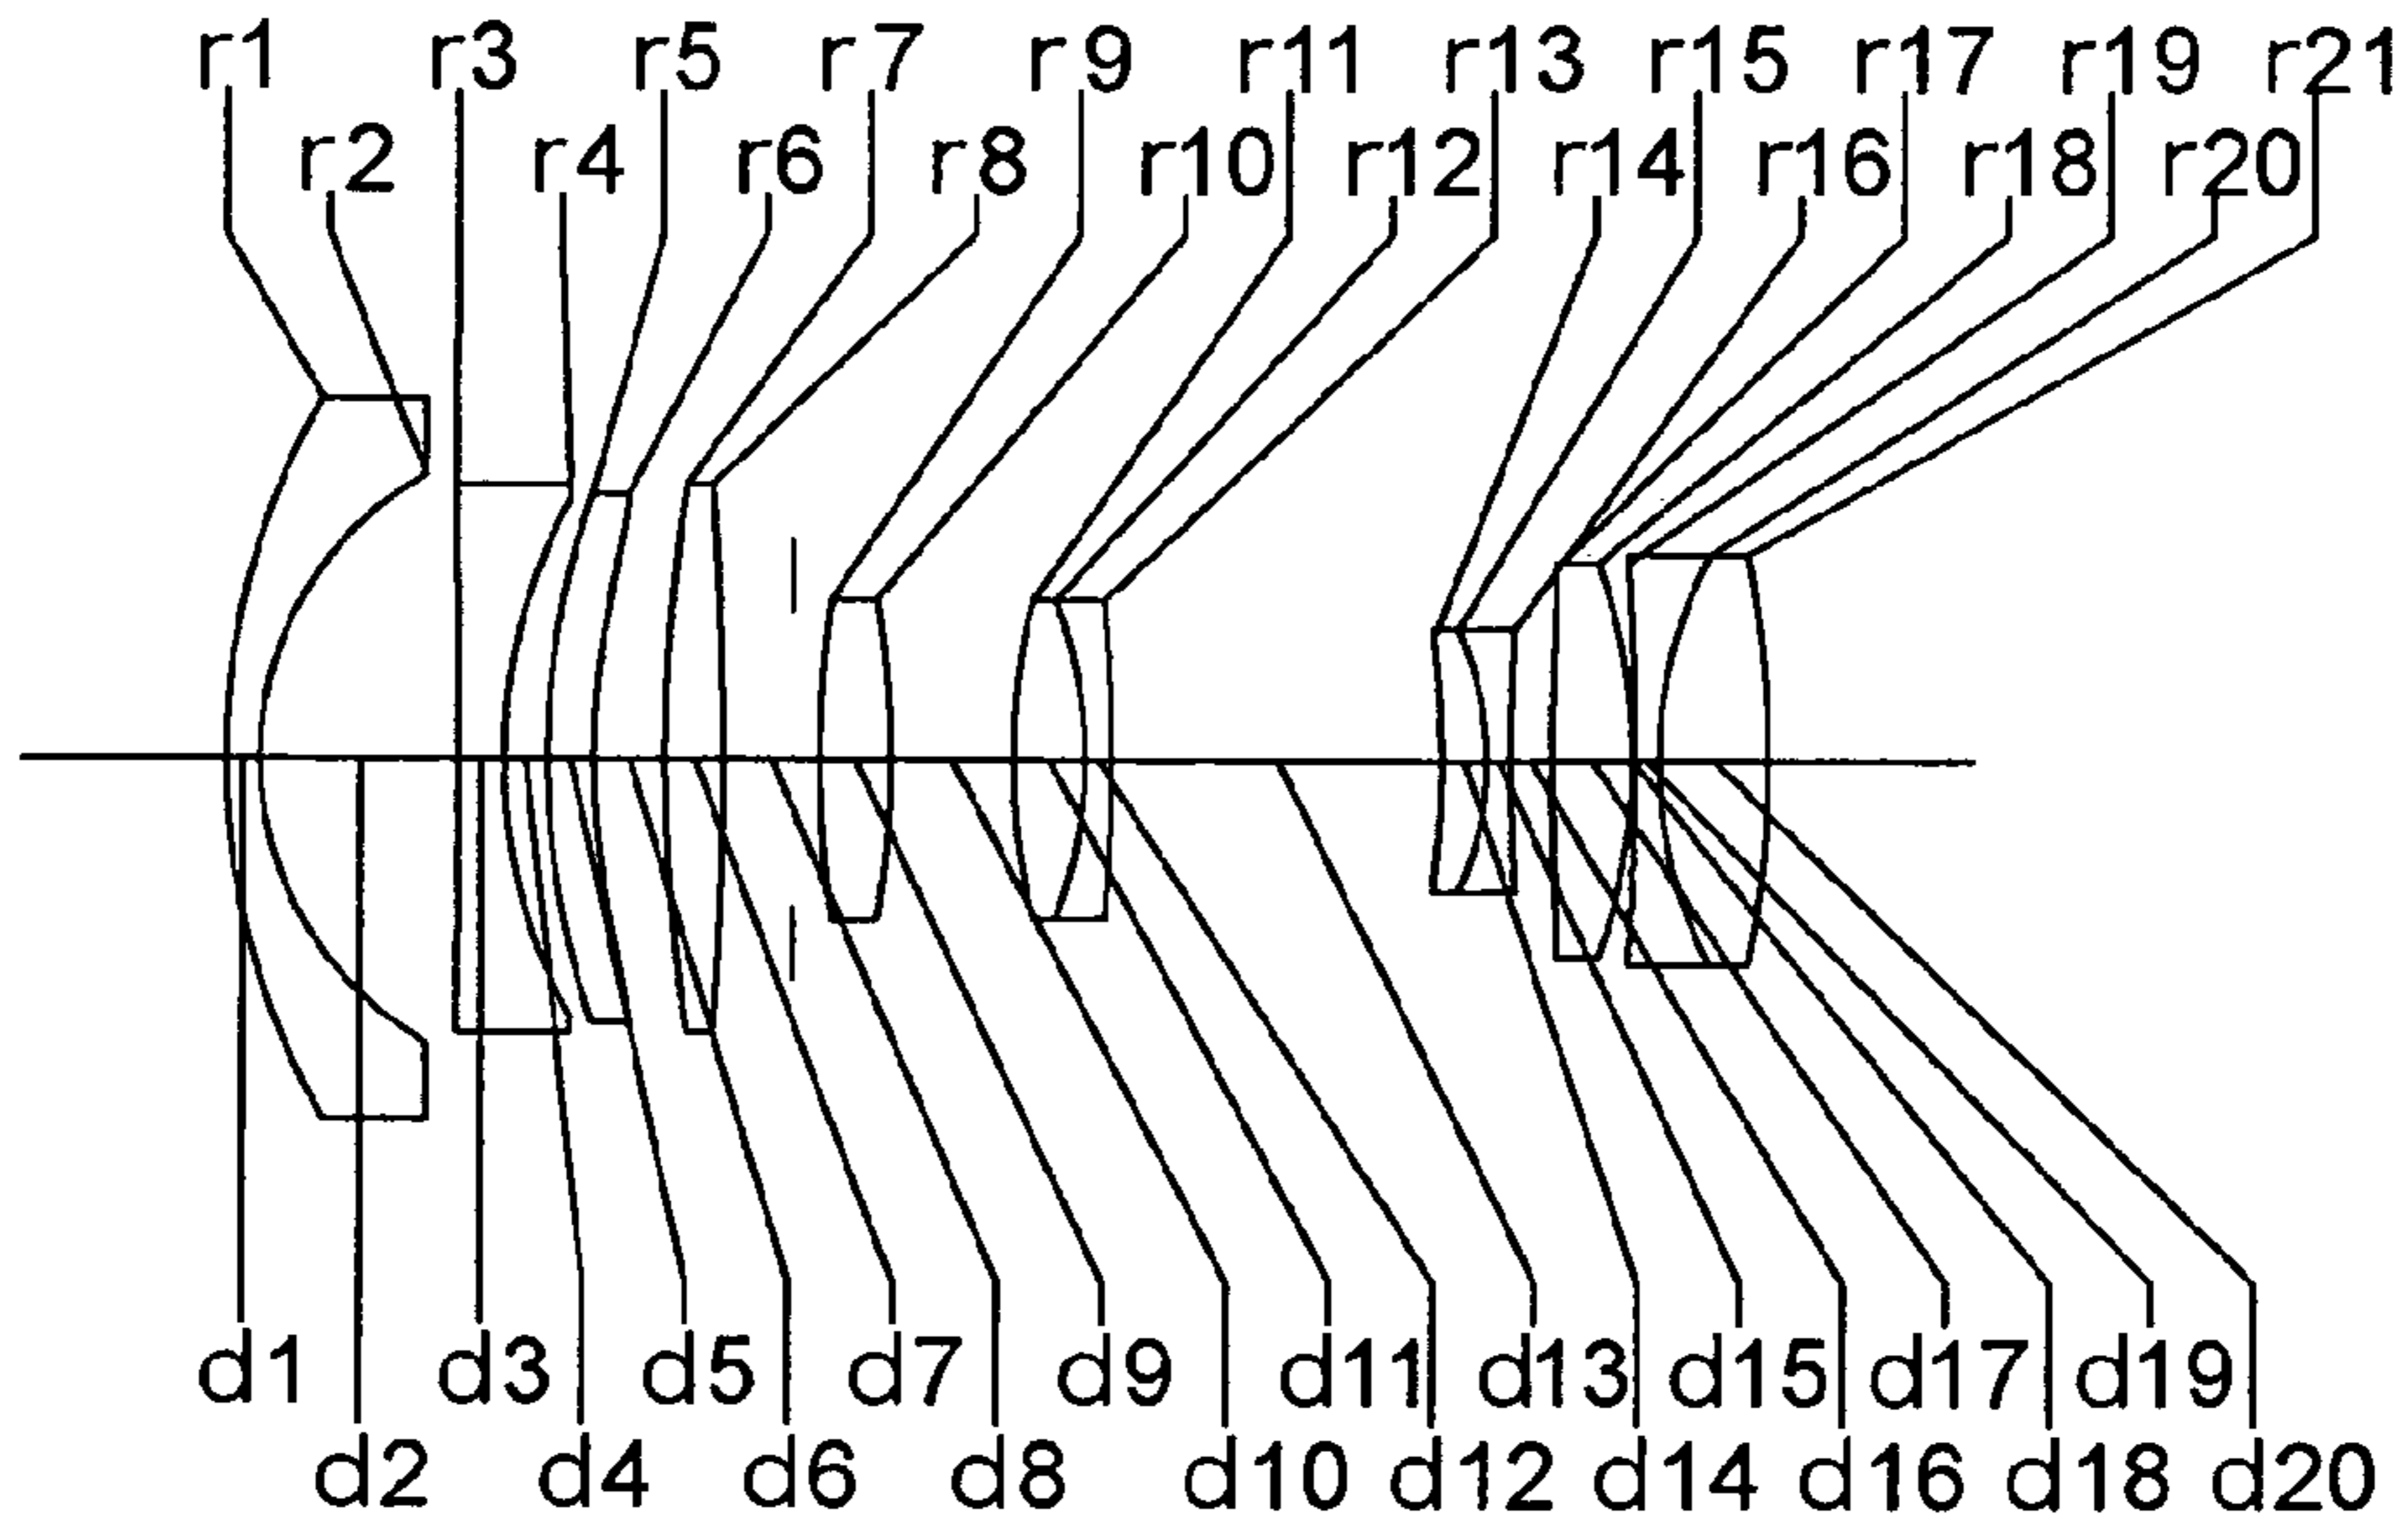 r1 r3 r5 r7 r9 r11 r13 r15 r17 r19 r21
r2 r4 r6 r8 r10 r12 r14 r16 r18 r20
d1 d3 d5 d7 d9 d11 d13 d15 d17 d19
d2 d4 d6 d8 d10 d12 d14 d16 d18 d20